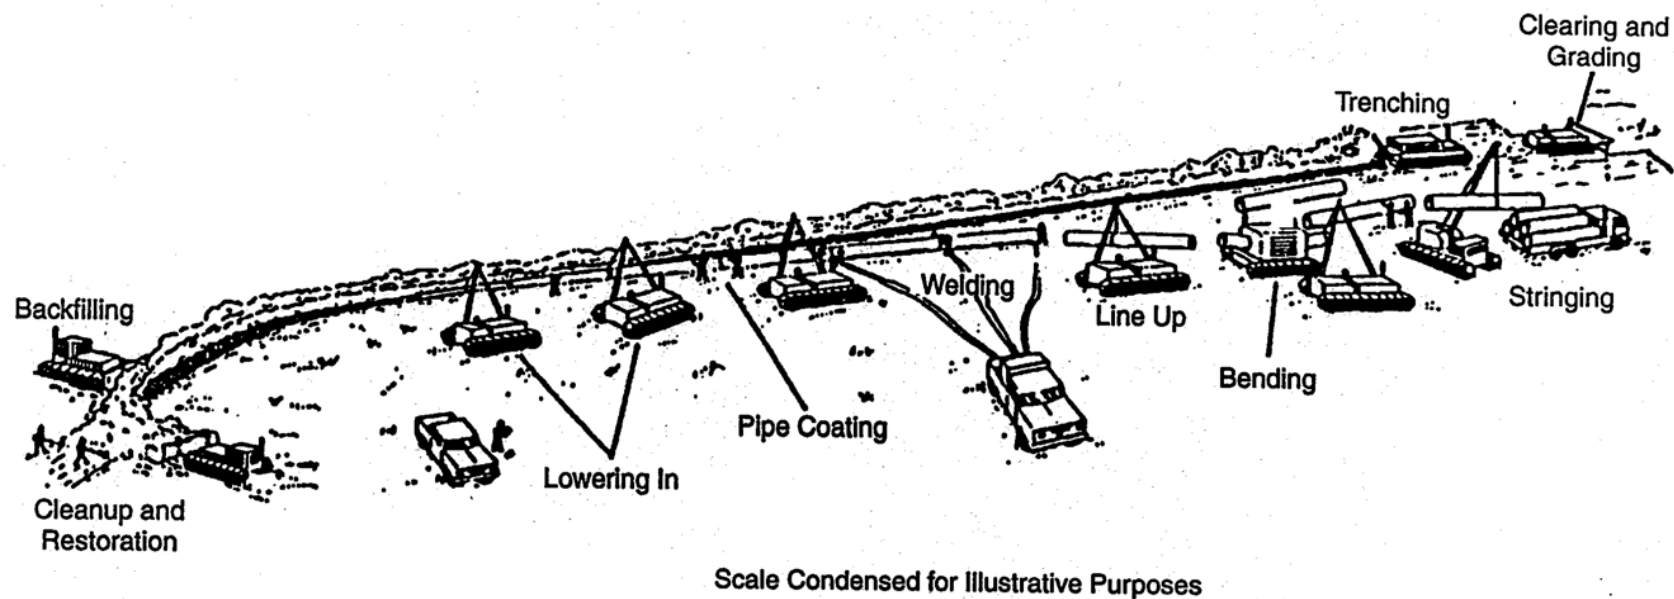 Clearing and
Grading
Trenching
Stringing
Bending
Line Up
Welding
Pipe Coating
Lowering In
Backfilling
Cleanup and
Restoration
Scale Condensed for Illustrative Purposes